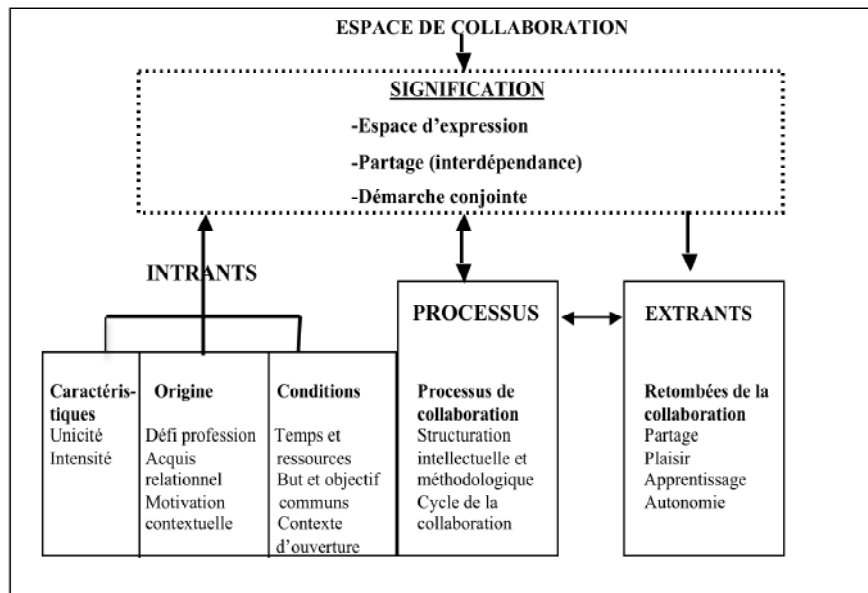 ESPACE DE COLLABORATION
SIGNIFICATION
-Espace d’expression
-Partage (interdépendance)
-Démarche conjointe
INTRANTS
Caractéris-
tiques
Unicité
Intensité
Origine
Défi profession
Acquis
relationnel
Motivation
contextuelle
Conditions
Temps et
ressources
But et objectif
communs
Contexte
d’ouverture
PROCESSUS
Processus de
collaboration
Structuration
intellectuelle et
méthodologique
Cycle de la
collaboration
EXTRANTS
Retombées de la
collaboration
Partage
Plaisir
Apprentissage
Autonomie